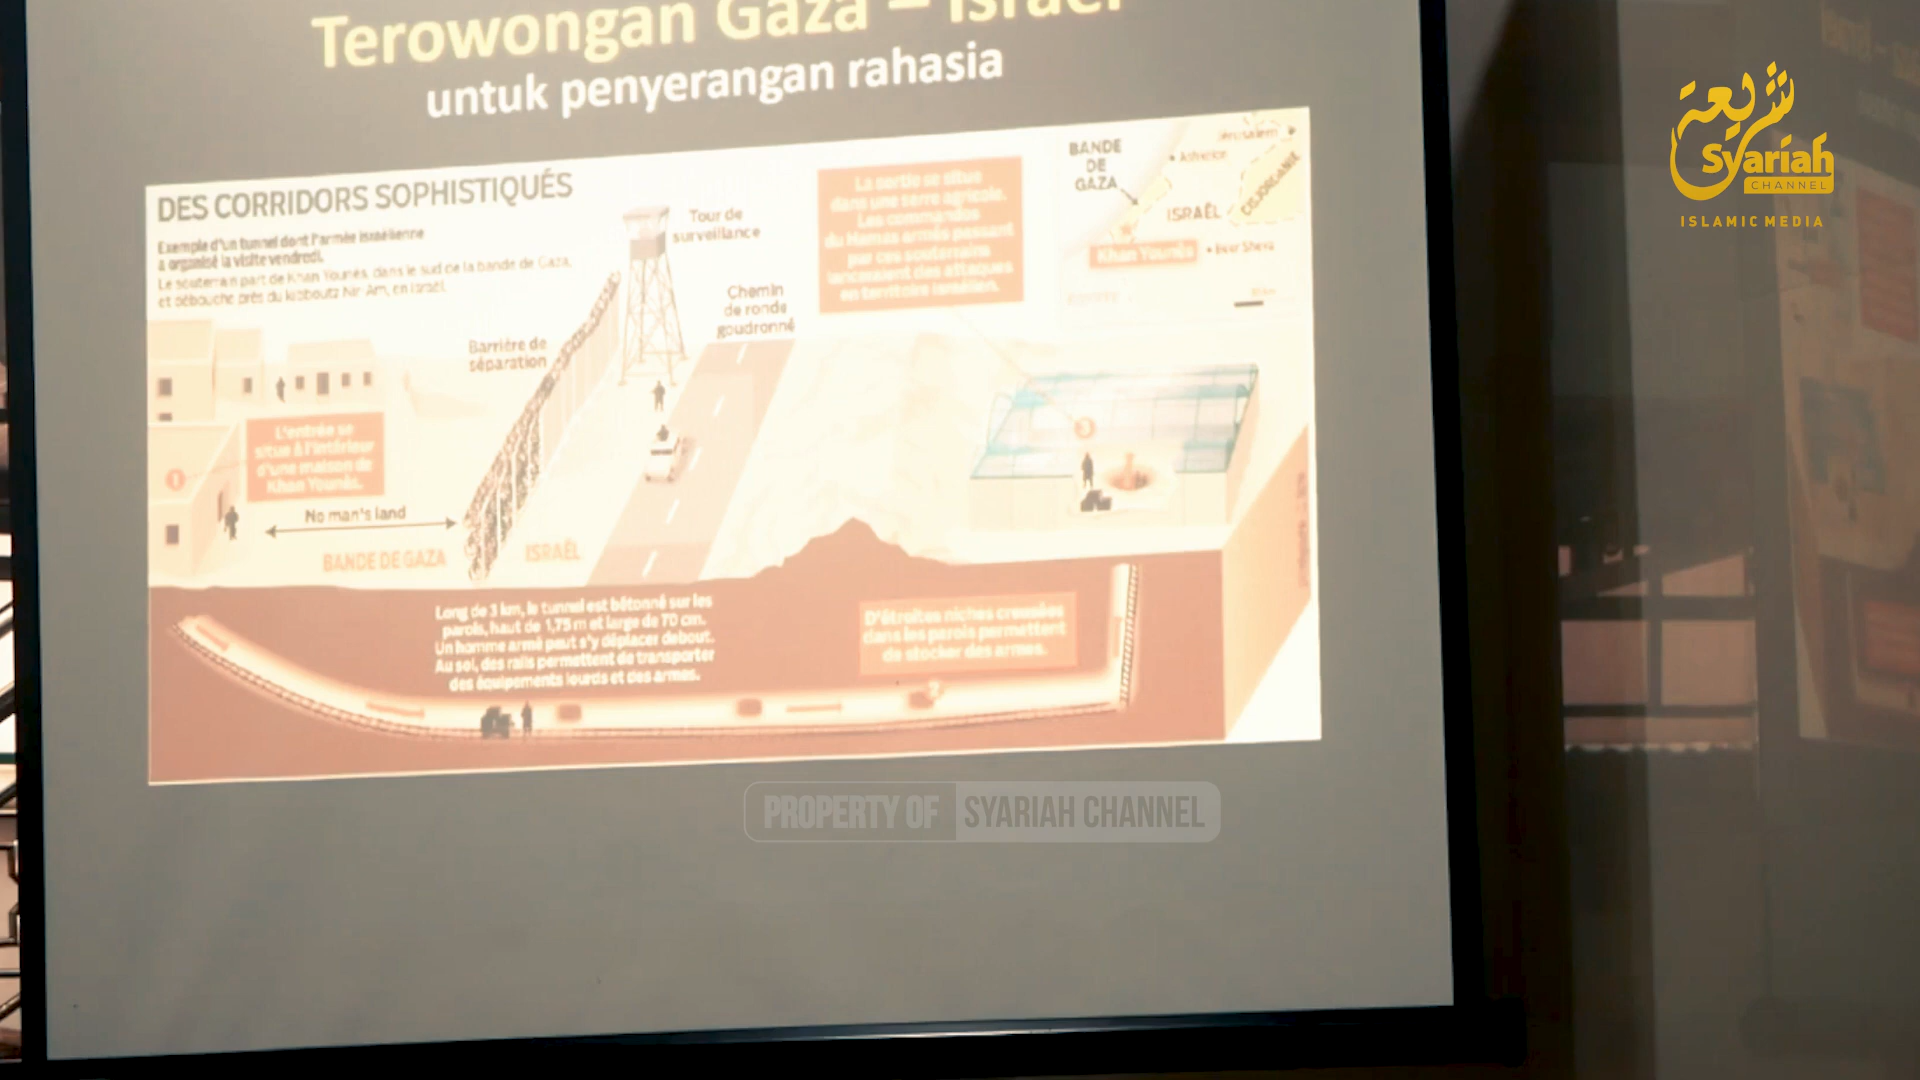 Terowongan Gaza – Israel
untuk penyerangan rahasia
DES CORRIDORS SOPHISTIQUÉS
Exemple d'un tunnel dont l'armée israélienne
a organisé la visite vendredi.
Le souterrain part de Khan Younès, dans le sud de la bande de Gaza,
et débouche près du kibboutz Nir Am, en Israël.
Tour de
surveillance
Chemin
de ronde
goudronné
Barrière de
séparation
La sortie se situe
dans une serre agricole.
Les commandos
du Hamas armés passant
par ces souterrains
lanceraient des attaques
en territoire israélien.
BANDE
DE
GAZA
Jérusalem
Ashkelon
ISRAËL
CISJORDANIE
Khan Younès
Beer Sheva
1
L'entrée se
situe à l'intérieur
d'une maison de
Khan Younès.
No man's land
BANDE DE GAZA
ISRAËL
3
Long de 3 km, le tunnel est bétonné sur les
parois, haut de 1,75 m et large de 70 cm.
Un homme armé peut s'y déplacer debout.
Au sol, des rails permettent de transporter
des équipements lourds et des armes.
D'étroites niches creusées
dans les parois permettent
de stocker des armes.
2
شريعة
Syariah
CHANNEL
ISLAMIC MEDIA
PROPERTY OF SYARIAH CHANNEL